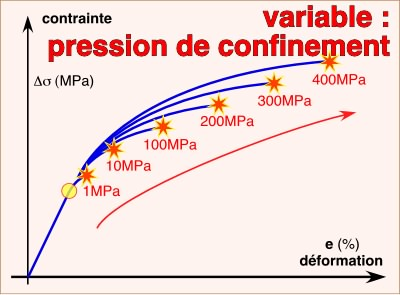 variable :
pression de confinement
contrainte
Δσ (MPa)
400MPa
300MPa
200MPa
100MPa
10MPa
1MPa
e (%)
déformation